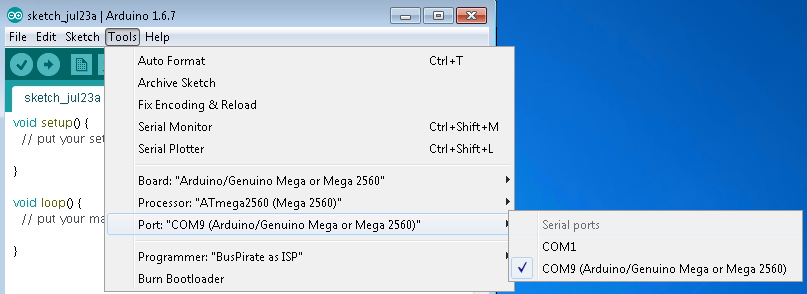 sketch_jul23a | Arduino 1.6.7
File Edit Sketch Tools Help
Auto Format Ctrl+T
sketch_jul23a
Archive Sketch
Fix Encoding & Reload
void setup() {
Serial Monitor Ctrl+Shift+M
// put your set
Serial Plotter Ctrl+Shift+L
}
Board: "Arduino/Genuino Mega or Mega 2560"
void loop() {
Processor: "ATmega2560 (Mega 2560)"
// put your ma
Port: "COM9 (Arduino/Genuino Mega or Mega 2560)"
}
Programmer: "BusPirate as ISP"
Burn Bootloader
Serial ports
COM1
COM9 (Arduino/Genuino Mega or Mega 2560)